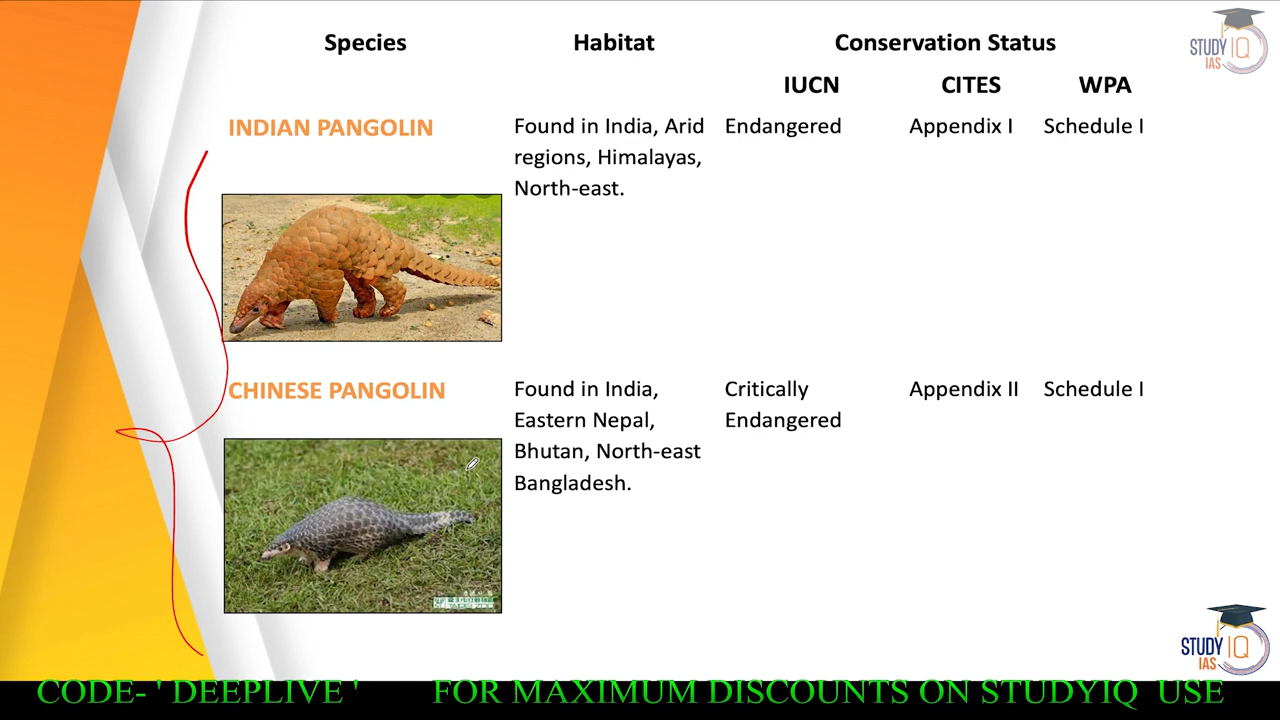 STUDY IQ
IAS
Species Habitat Conservation Status
IUCN CITES WPA
INDIAN PANGOLIN
Found in India, Arid
regions, Himalayas,
North-east.
Endangered
Appendix I
Schedule I
CHINESE PANGOLIN
Found in India,
Eastern Nepal,
Bhutan, North-east
Bangladesh.
Critically
Endangered
Appendix II
Schedule I
STUDY IQ
IAS
CODE- ' DEEPLIVE ' FOR MAXIMUM DISCOUNTS ON STUDYIQ USE